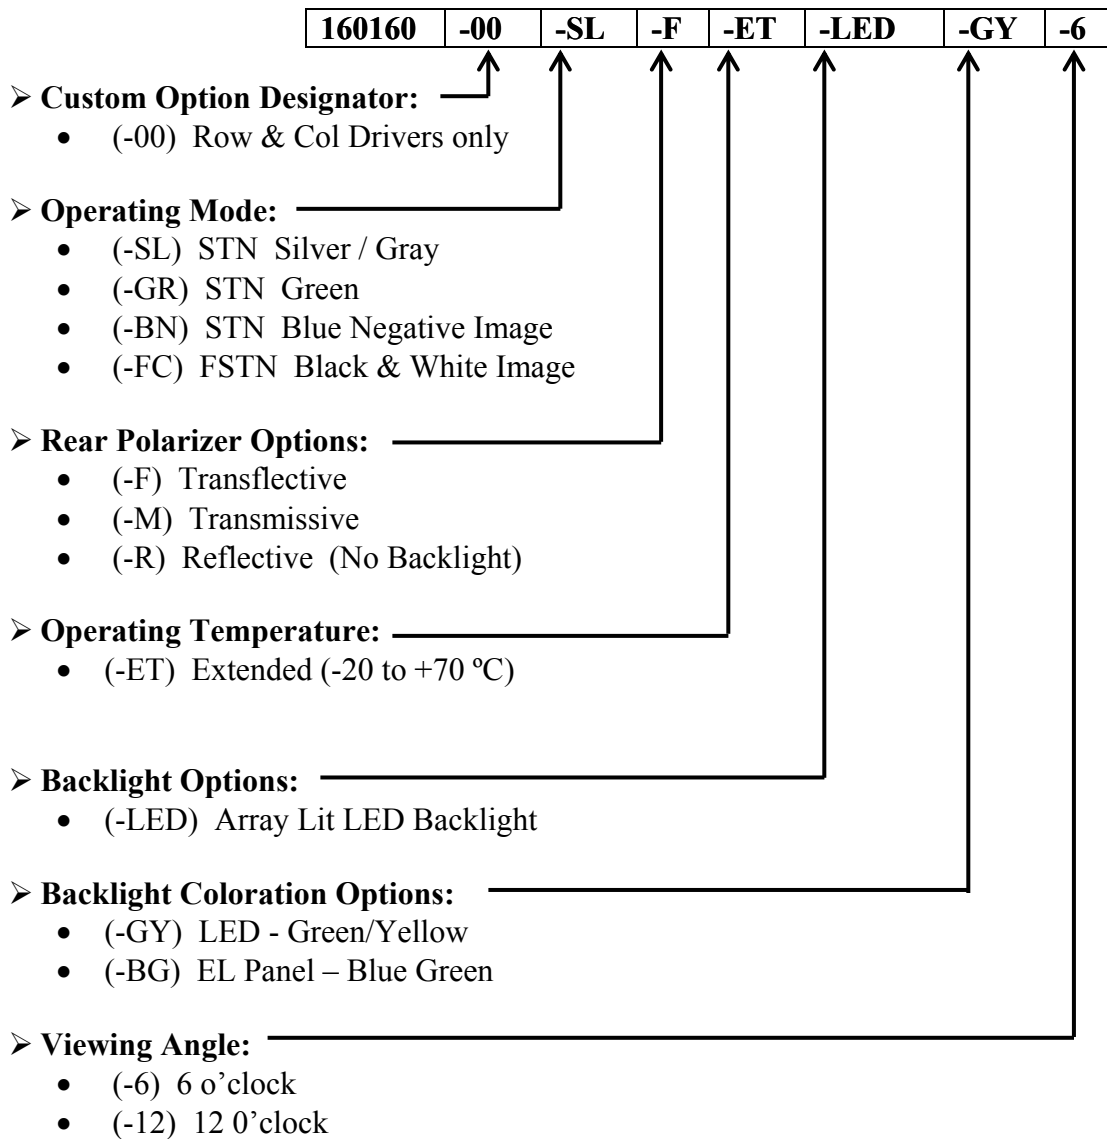 160160 -00 -SL -F -ET -LED -GY -6
➢ Custom Option Designator:
• (-00) Row & Col Drivers only
➢ Operating Mode:
• (-SL) STN Silver / Gray
• (-GR) STN Green
• (-BN) STN Blue Negative Image
• (-FC) FSTN Black & White Image
➢ Rear Polarizer Options:
• (-F) Transflective
• (-M) Transmissive
• (-R) Reflective (No Backlight)
➢ Operating Temperature:
• (-ET) Extended (-20 to +70 ºC)
➢ Backlight Options:
• (-LED) Array Lit LED Backlight
➢ Backlight Coloration Options:
• (-GY) LED - Green/Yellow
• (-BG) EL Panel – Blue Green
➢ Viewing Angle:
• (-6) 6 o’clock
• (-12) 12 0’clock